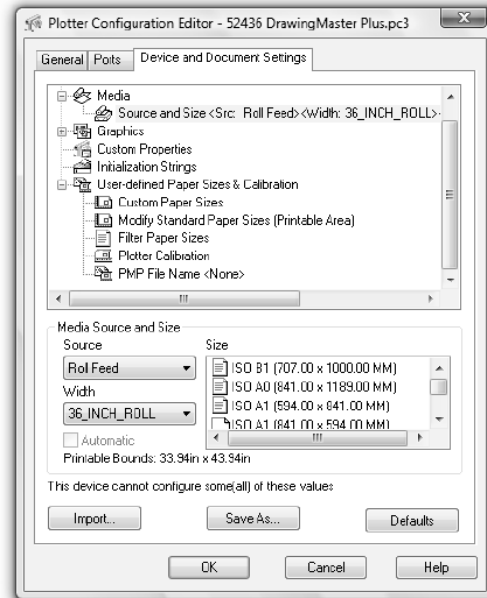 Plotter Configuration Editor - 52436 DrawingMaster Plus.pc3
General Ports Device and Document Settings
Media
Source and Size <Src: Roll Feed> <Width: 36_INCH_ROLL>
Graphics
Custom Properties
Initialization Strings
User-defined Paper Sizes & Calibration
Custom Paper Sizes
Modify Standard Paper Sizes (Printable Area)
Filter Paper Sizes
Plotter Calibration
PMP File Name <None>
Media Source and Size
Source Size
Roll Feed
ISO B1 (707.00 x 1000.00 MM)
ISO A0 (841.00 x 1189.00 MM)
Width
36_INCH_ROLL
ISO A1 (594.00 x 841.00 MM)
ISO A1 (841.00 x 594.00 MM)
Automatic
Printable Bounds: 33.94in x 43.94in
This device cannot configure some(all) of these values
Import... Save As... Defaults
OK Cancel Help